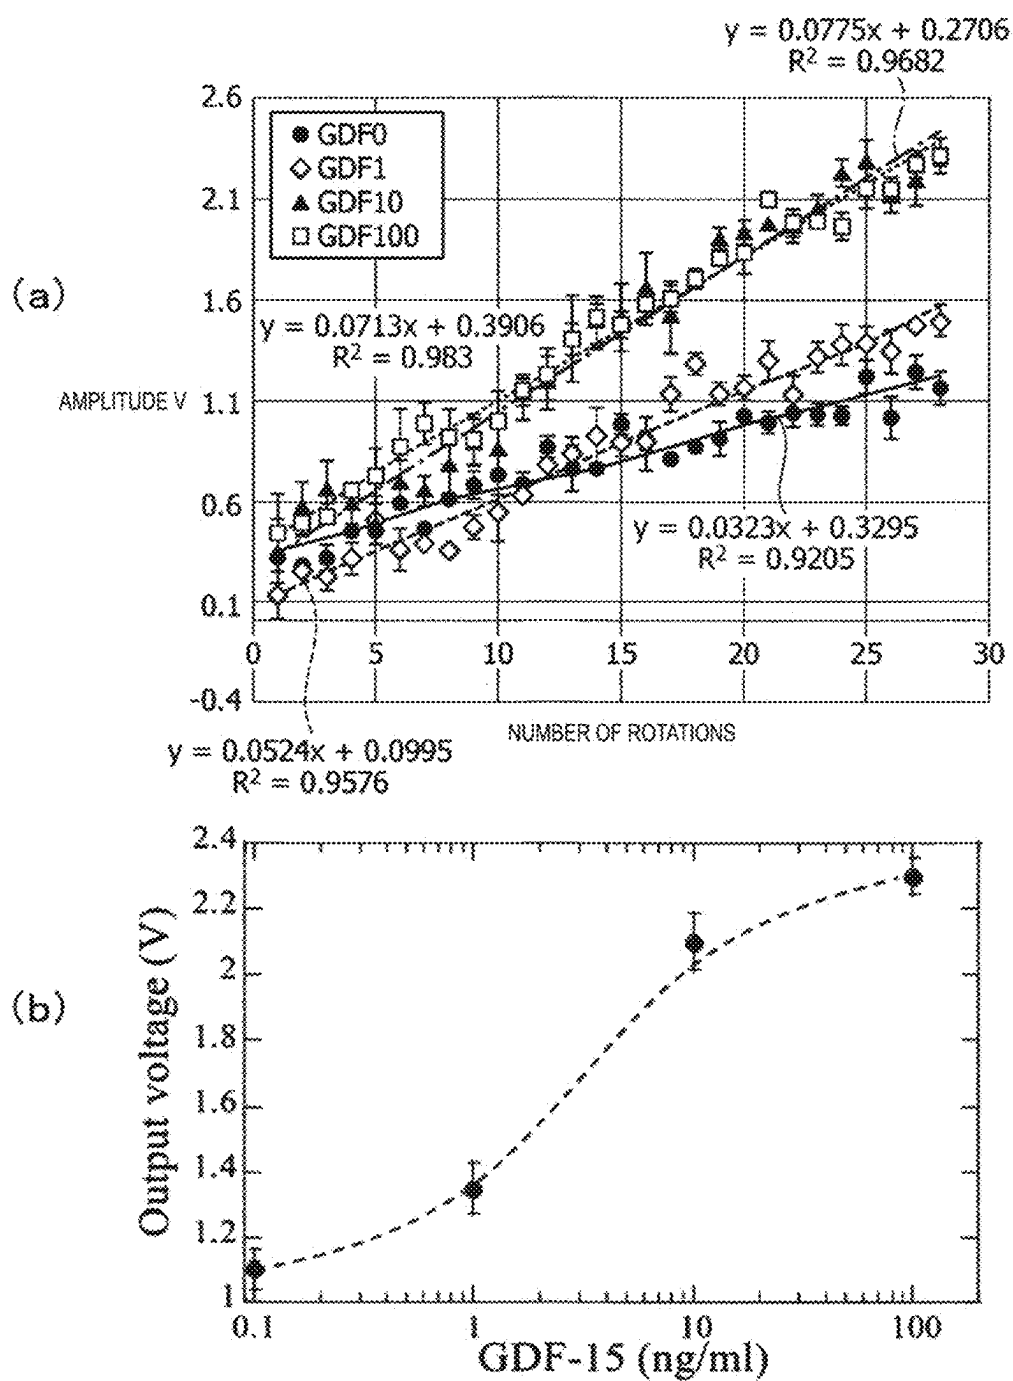 y = 0.0775x + 0.2706
R² = 0.9682
(a)
2.6
2.1
1.6
1.1
0.6
0.1
-0.4
AMPLITUDE V
GDF0
GDF1
GDF10
GDF100
y = 0.0713x + 0.3906
R² = 0.983
y = 0.0323x + 0.3295
R² = 0.9205
0 5 10 15 20 25 30
NUMBER OF ROTATIONS
y = 0.0524x + 0.0995
R² = 0.9576
(b)
2.4
2.2
2
1.8
1.6
1.4
1.2
1
Output voltage (V)
0.1 1 10 100
GDF-15 (ng/ml)